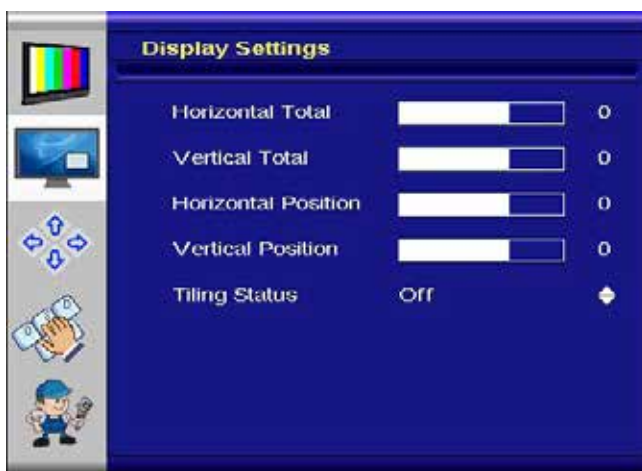 Display Settings
Horizontal Total 0
Vertical Total 0
Horizontal Position 0
Vertical Position 0
Tiling Status Off